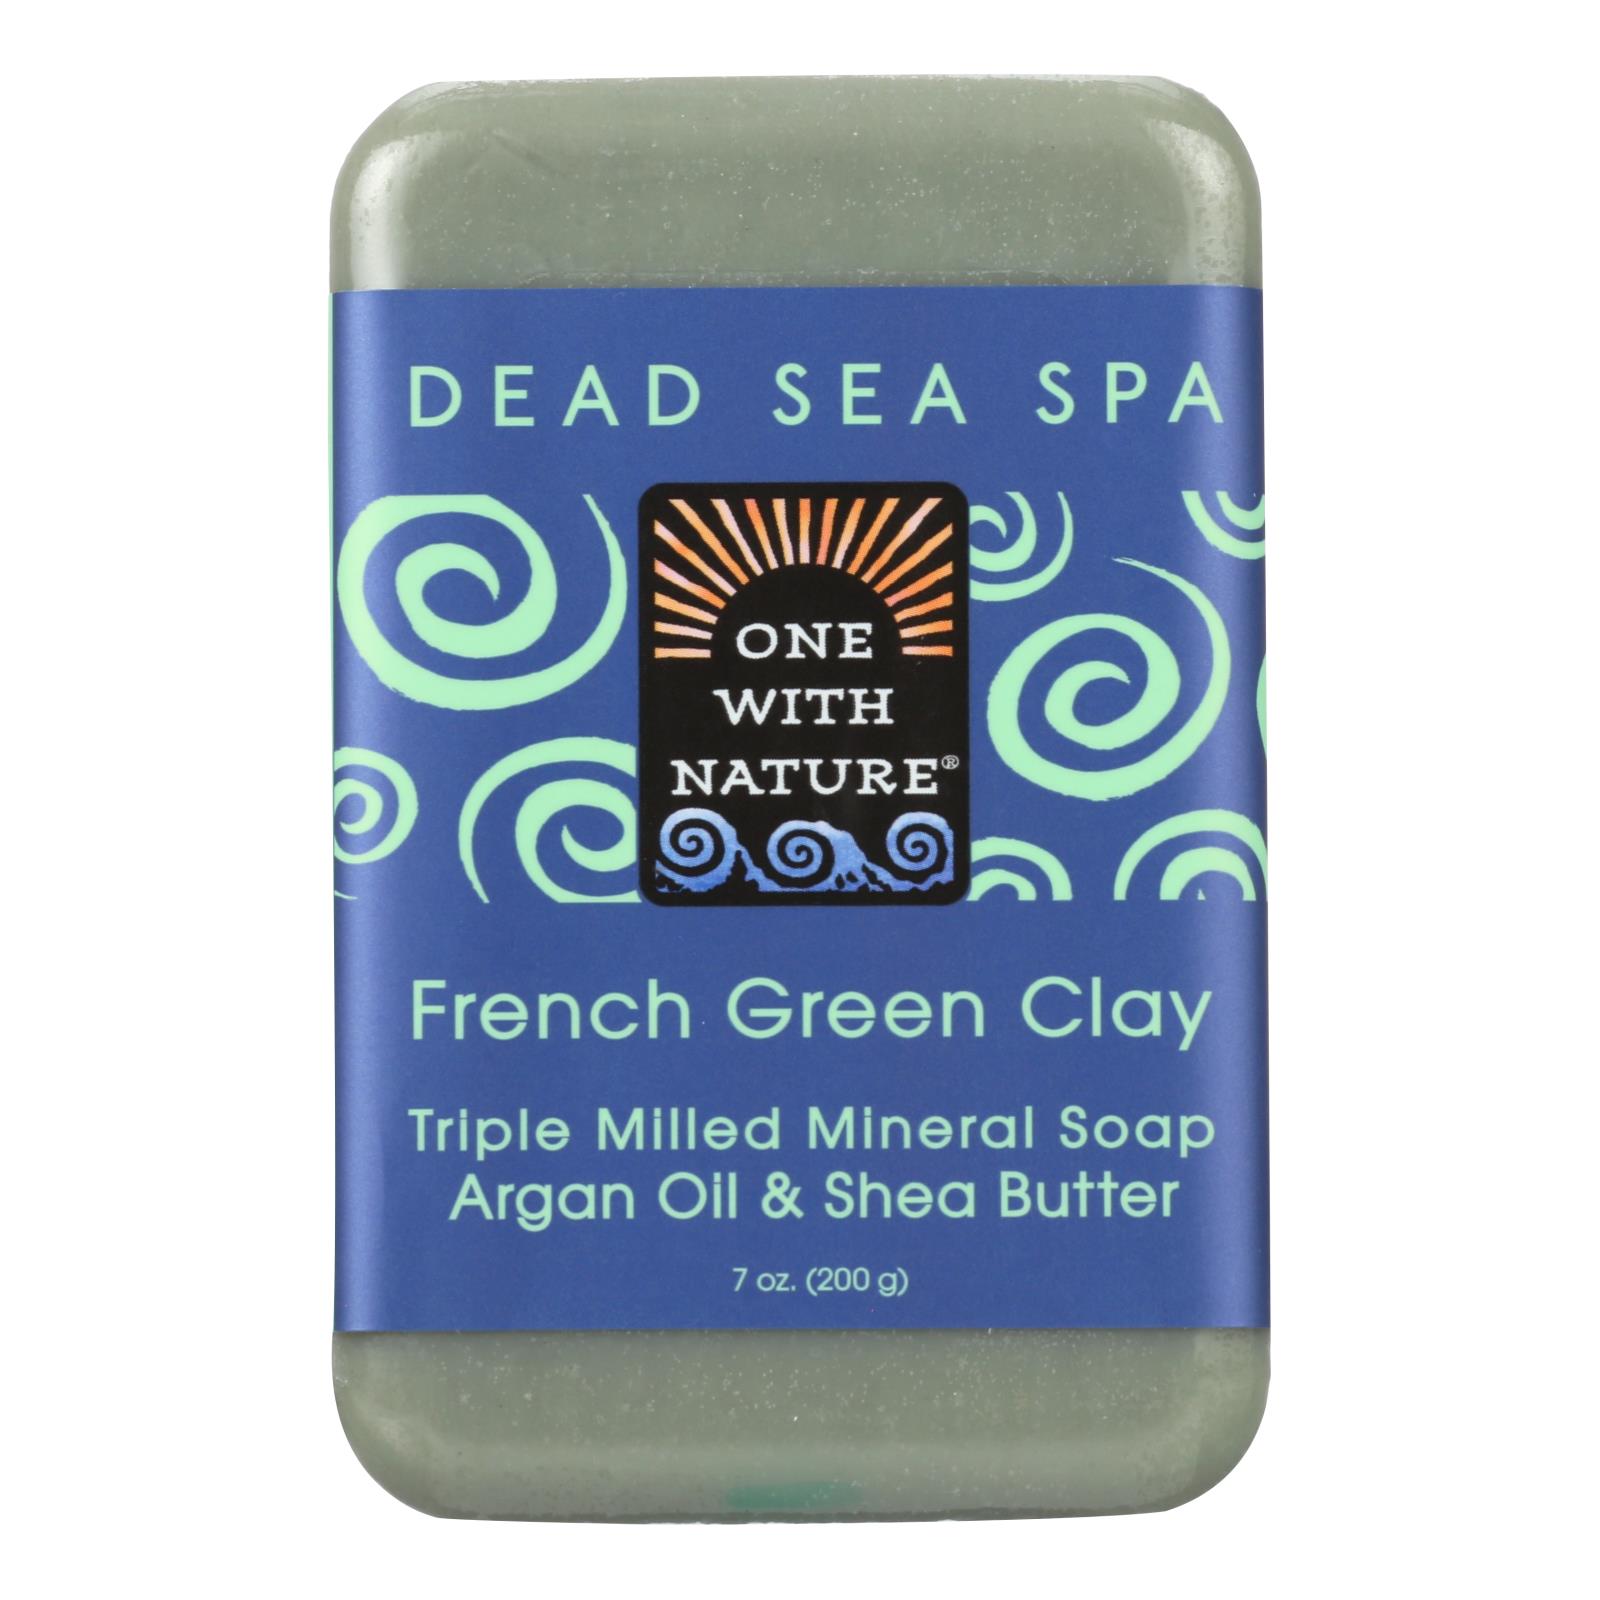 DEAD SEA SPA
ONE
WITH
NATURE®
French Green Clay
Triple Milled Mineral Soap
Argan Oil & Shea Butter
7 oz. (200 g)